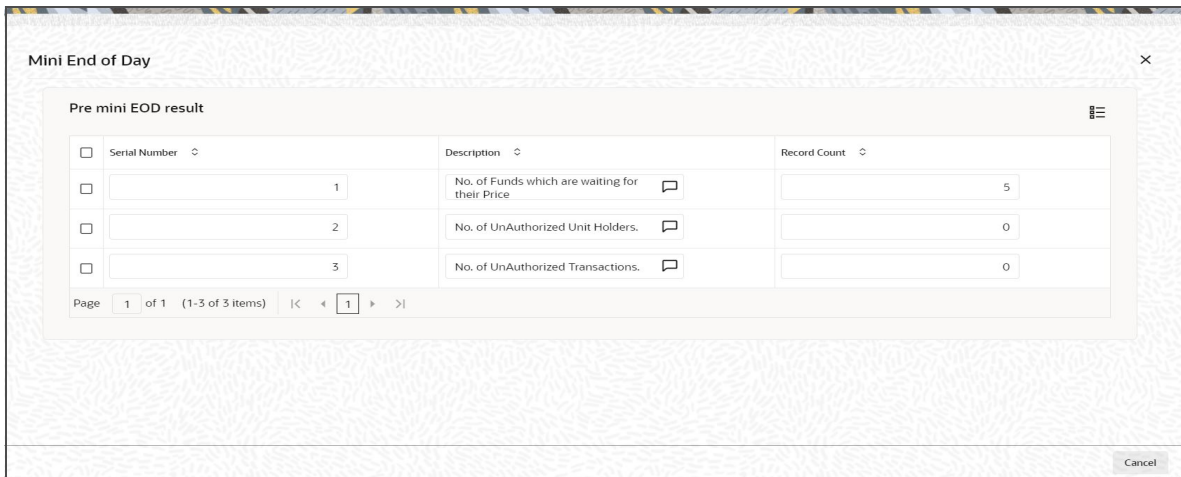 Mini End of Day
Pre mini EOD result
Serial Number Description Record Count
1 No. of Funds which are waiting for
their Price 5
2 No. of UnAuthorized Unit Holders. 0
3 No. of UnAuthorized Transactions. 0
Page 1 of 1 (1-3 of 3 items) 1
Cancel